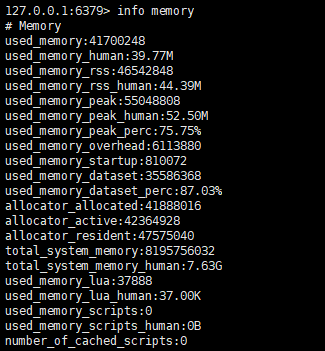 127.0.0.1:6379> info memory
# Memory
used_memory:41700248
used_memory_human:39.77M
used_memory_rss:46542848
used_memory_rss_human:44.39M
used_memory_peak:55048808
used_memory_peak_human:52.50M
used_memory_peak_perc:75.75%
used_memory_overhead:6113880
used_memory_startup:810072
used_memory_dataset:35586368
used_memory_dataset_perc:87.03%
allocator_allocated:41888016
allocator_active:42364928
allocator_resident:47575040
total_system_memory:8195756032
total_system_memory_human:7.63G
used_memory_lua:37888
used_memory_lua_human:37.00K
used_memory_scripts:0
used_memory_scripts_human:0B
number_of_cached_scripts:0